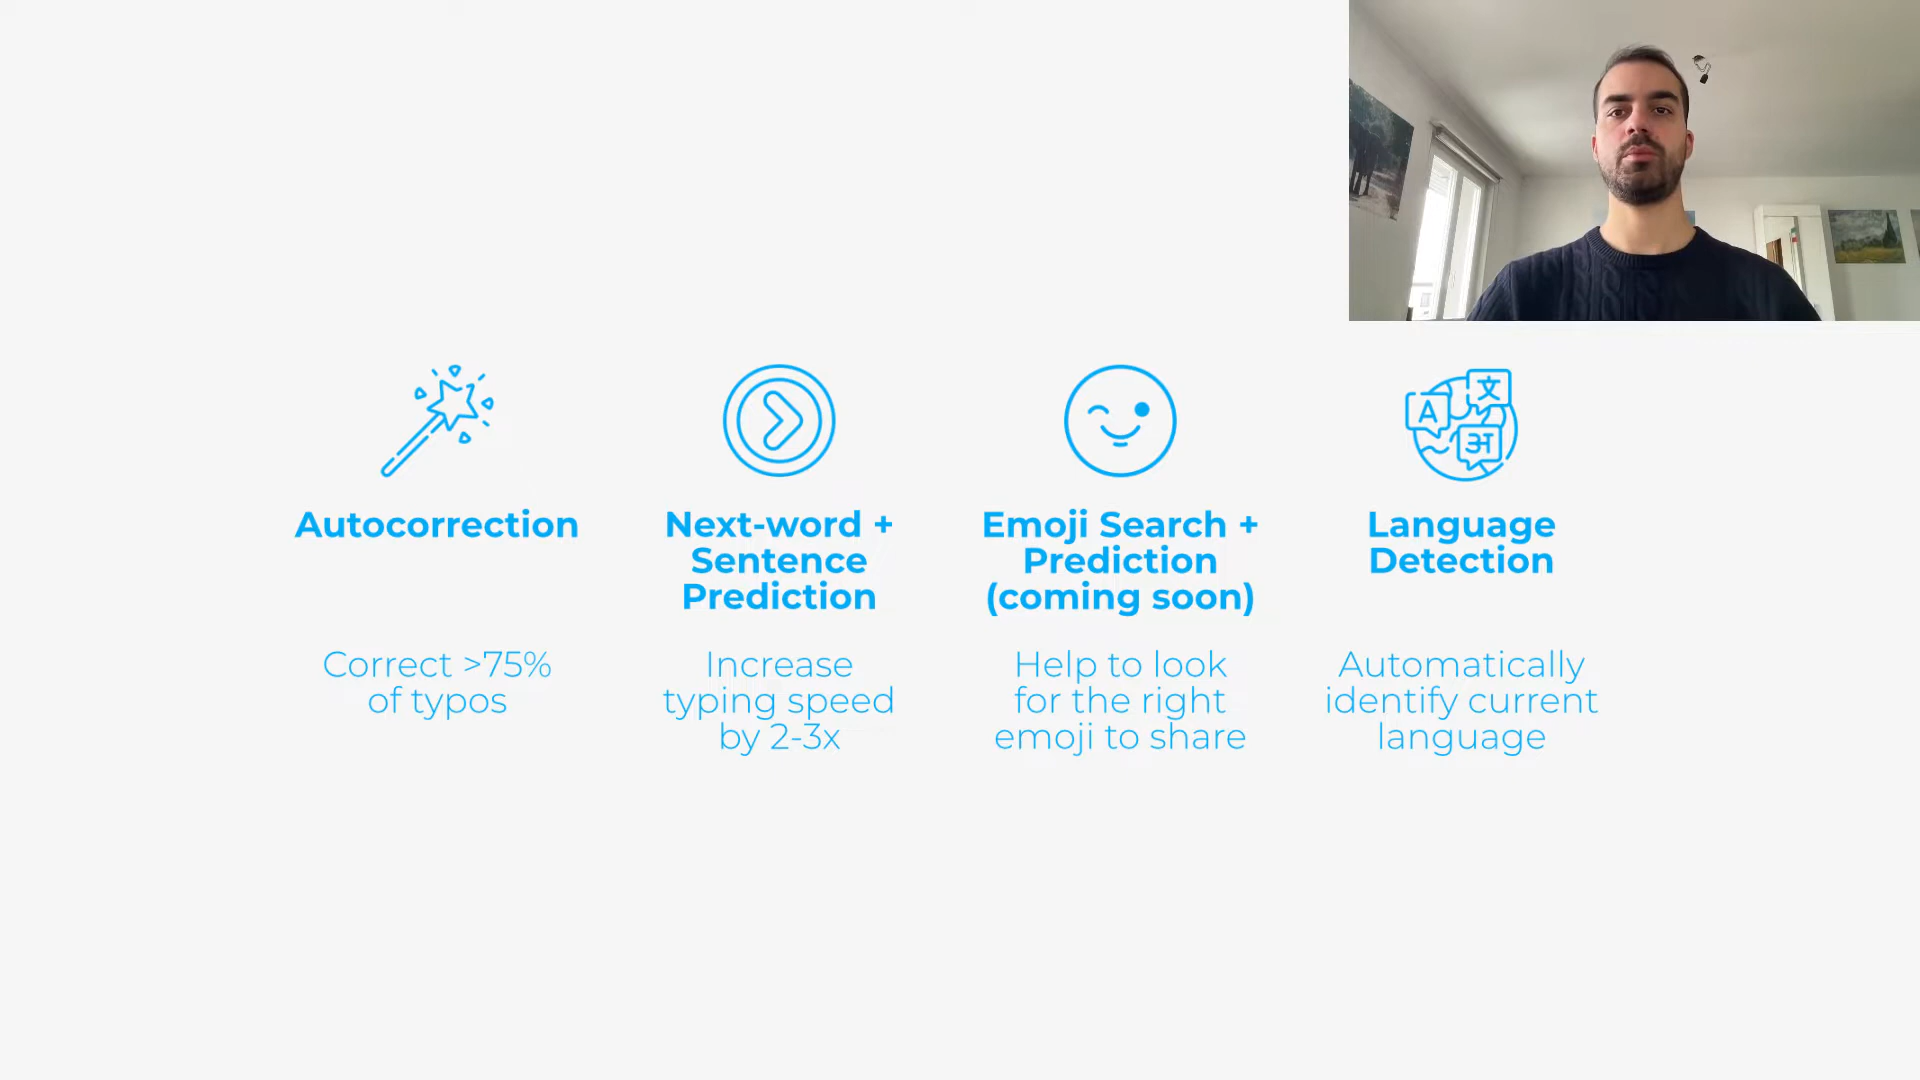 A
文
अ
Autocorrection
Correct >75%
of typos
Next-word +
Sentence
Prediction
Increase
typing speed
by 2-3x
Emoji Search +
Prediction
(coming soon)
Help to look
for the right
emoji to share
Language
Detection
Automatically
identify current
language